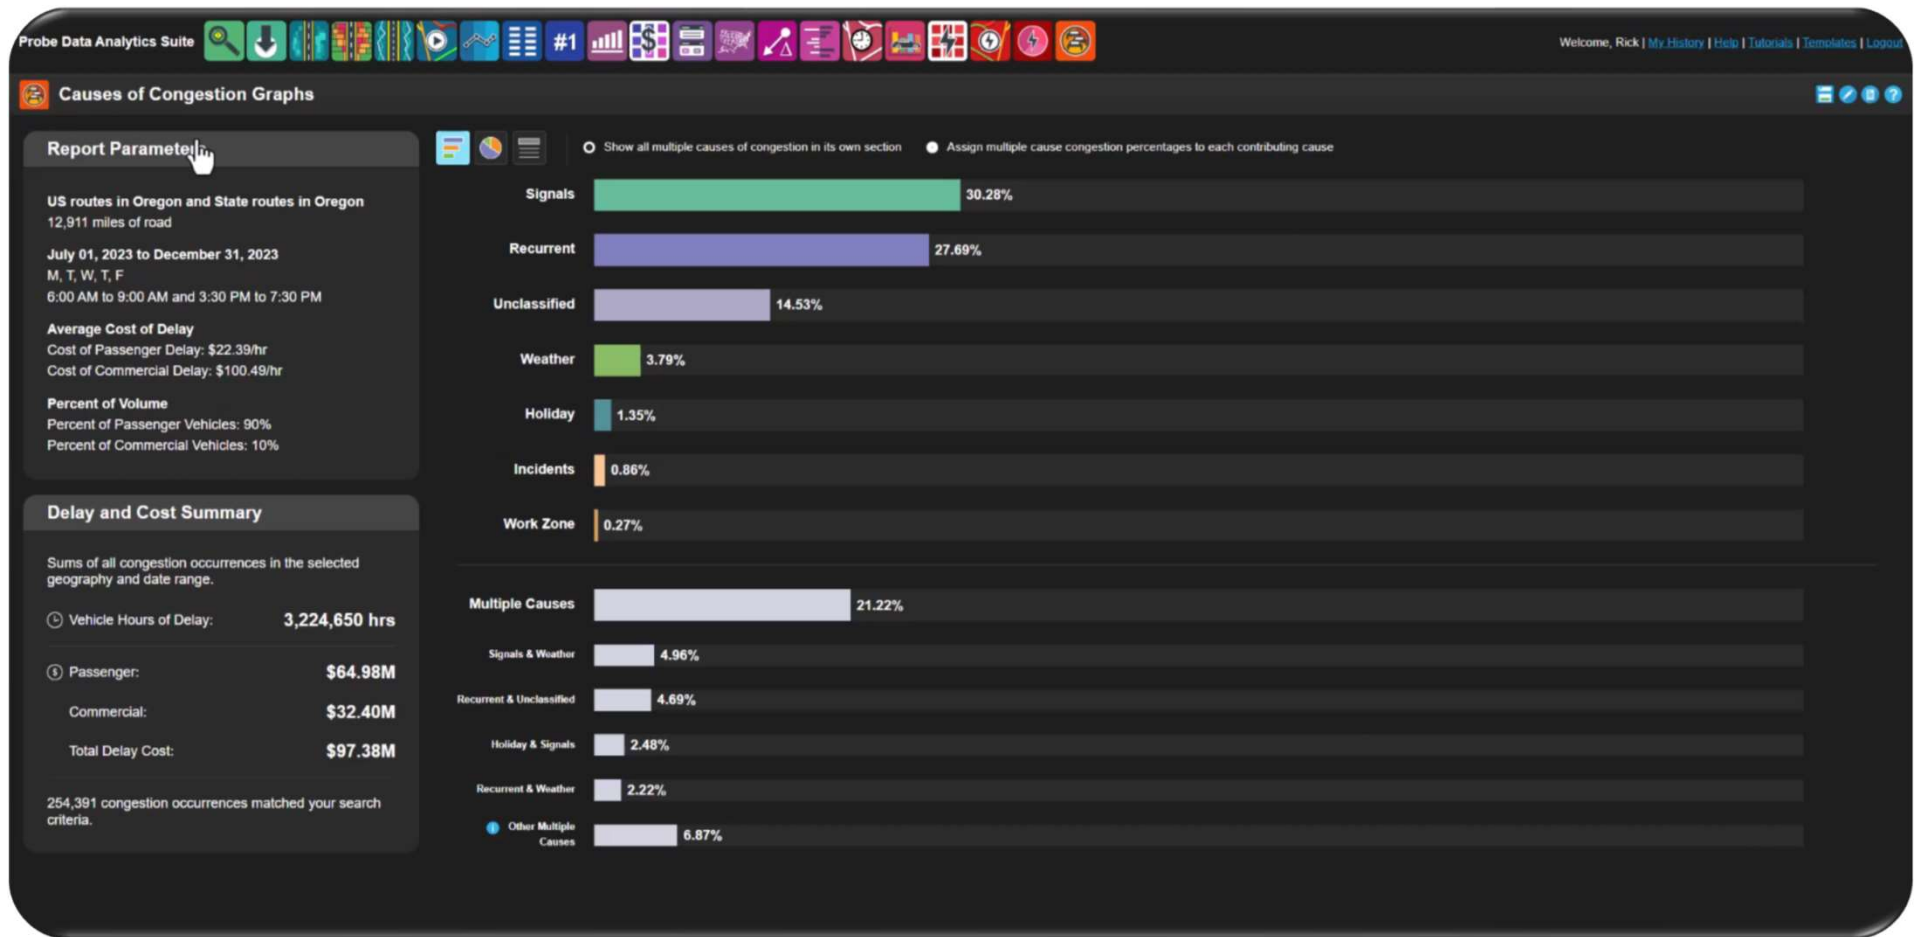 Probe Data Analytics Suite
#1
Welcome, Rick | My History | Help | Tutorials | Templates | Logout
Causes of Congestion Graphs
Report Parameters
US routes in Oregon and State routes in Oregon
12,911 miles of road
July 01, 2023 to December 31, 2023
M, T, W, T, F
6:00 AM to 9:00 AM and 3:30 PM to 7:30 PM
Average Cost of Delay
Cost of Passenger Delay: $22.39/hr
Cost of Commercial Delay: $100.49/hr
Percent of Volume
Percent of Passenger Vehicles: 90%
Percent of Commercial Vehicles: 10%
Delay and Cost Summary
Sums of all congestion occurrences in the selected
geography and date range.
Vehicle Hours of Delay: 3,224,650 hrs
Passenger: $64.98M
Commercial: $32.40M
Total Delay Cost: $97.38M
254,391 congestion occurrences matched your search
criteria.
Show all multiple causes of congestion in its own section
Assign multiple cause congestion percentages to each contributing cause
Signals 30.28%
Recurrent 27.69%
Unclassified 14.53%
Weather 3.79%
Holiday 1.35%
Incidents 0.86%
Work Zone 0.27%
Multiple Causes 21.22%
Signals & Weather 4.96%
Recurrent & Unclassified 4.69%
Holiday & Signals 2.48%
Recurrent & Weather 2.22%
Other Multiple
Causes 6.87%